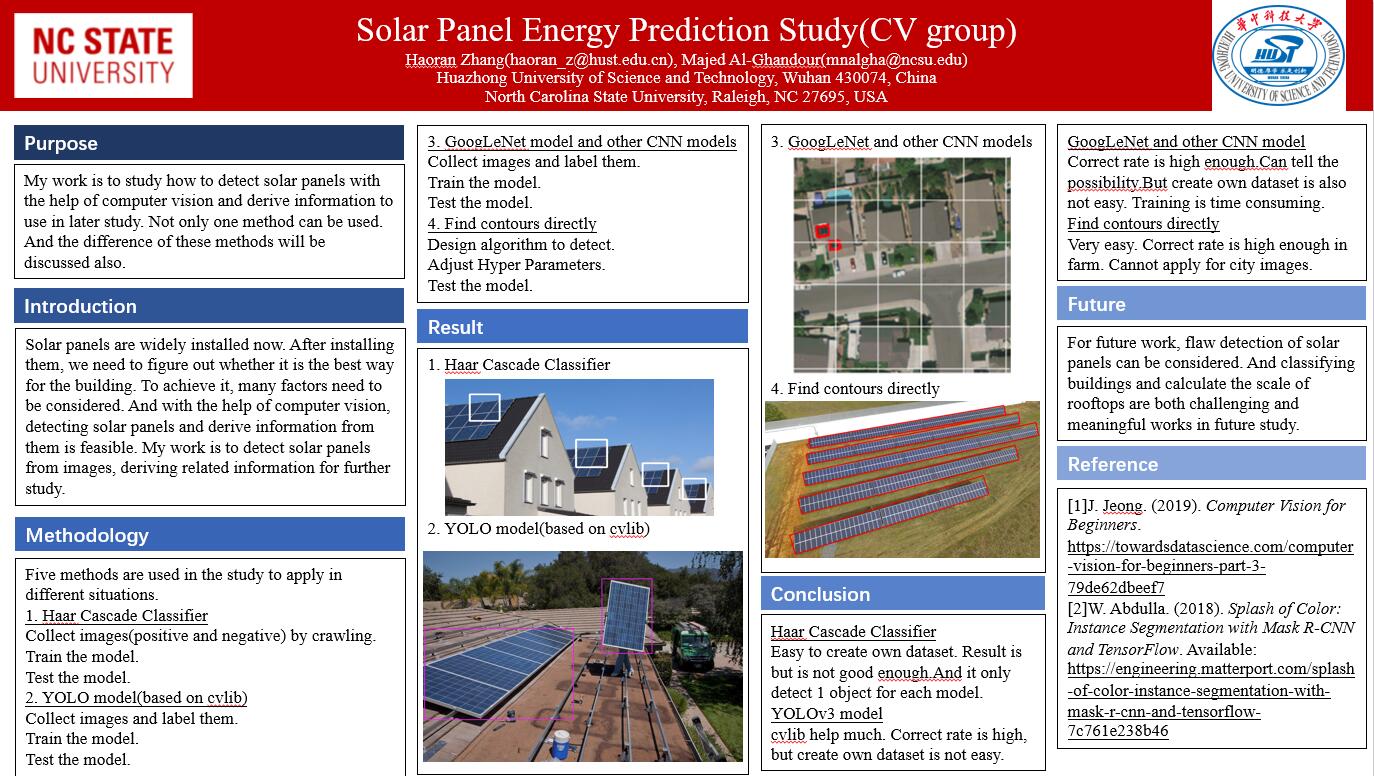 NC STATE
UNIVERSITY
Solar Panel Energy Prediction Study(CV group)
Haoran Zhang(haoran_z@hust.edu.cn), Majed Al-Ghandour(mnalgha@ncsu.edu)
Huazhong University of Science and Technology, Wuhan 430074, China
North Carolina State University, Raleigh, NC 27695, USA
華中科技大学
HUAZHONG UNIVERSITY OF SCIENCE AND TECHNOLOGY
HUST
WUHAN CHINA
Purpose
My work is to study how to detect solar panels with
the help of computer vision and derive information to
use in later study. Not only one method can be used.
And the difference of these methods will be
discussed also.
Introduction
Solar panels are widely installed now. After installing
them, we need to figure out whether it is the best way
for the building. To achieve it, many factors need to
be considered. And with the help of computer vision,
detecting solar panels and derive information from
them is feasible. My work is to detect solar panels
from images, deriving related information for further
study.
Methodology
Five methods are used in the study to apply in
different situations.
1. Haar Cascade Classifier
Collect images(positive and negative) by crawling.
Train the model.
Test the model.
2. YOLO model(based on cvlib)
Collect images and label them.
Train the model.
Test the model.
3. GoogLeNet model and other CNN models
Collect images and label them.
Train the model.
Test the model.
4. Find contours directly
Design algorithm to detect.
Adjust Hyper Parameters.
Test the model.
Result
1. Haar Cascade Classifier
2. YOLO model(based on cvlib)
3. GoogLeNet and other CNN models
4. Find contours directly
Conclusion
Haar Cascade Classifier
Easy to create own dataset. Result is
but is not good enough.And it only
detect 1 object for each model.
YOLOv3 model
cvlib help much. Correct rate is high,
but create own dataset is not easy.
GoogLeNet and other CNN model
Correct rate is high enough.Can tell the
possibility.But create own dataset is also
not easy. Training is time consuming.
Find contours directly
Very easy. Correct rate is high enough in
farm. Cannot apply for city images.
Future
For future work, flaw detection of solar
panels can be considered. And classifying
buildings and calculate the scale of
rooftops are both challenging and
meaningful works in future study.
Reference
[1]J. Jeong. (2019). Computer Vision for
Beginners.
https://towardsdatascience.com/computer
-vision-for-beginners-part-3-
79de62dbeef7
[2]W. Abdulla. (2018). Splash of Color:
Instance Segmentation with Mask R-CNN
and TensorFlow. Available:
https://engineering.matterport.com/splash
-of-color-instance-segmentation-with-
mask-r-cnn-and-tensorflow-
7c761e238b46